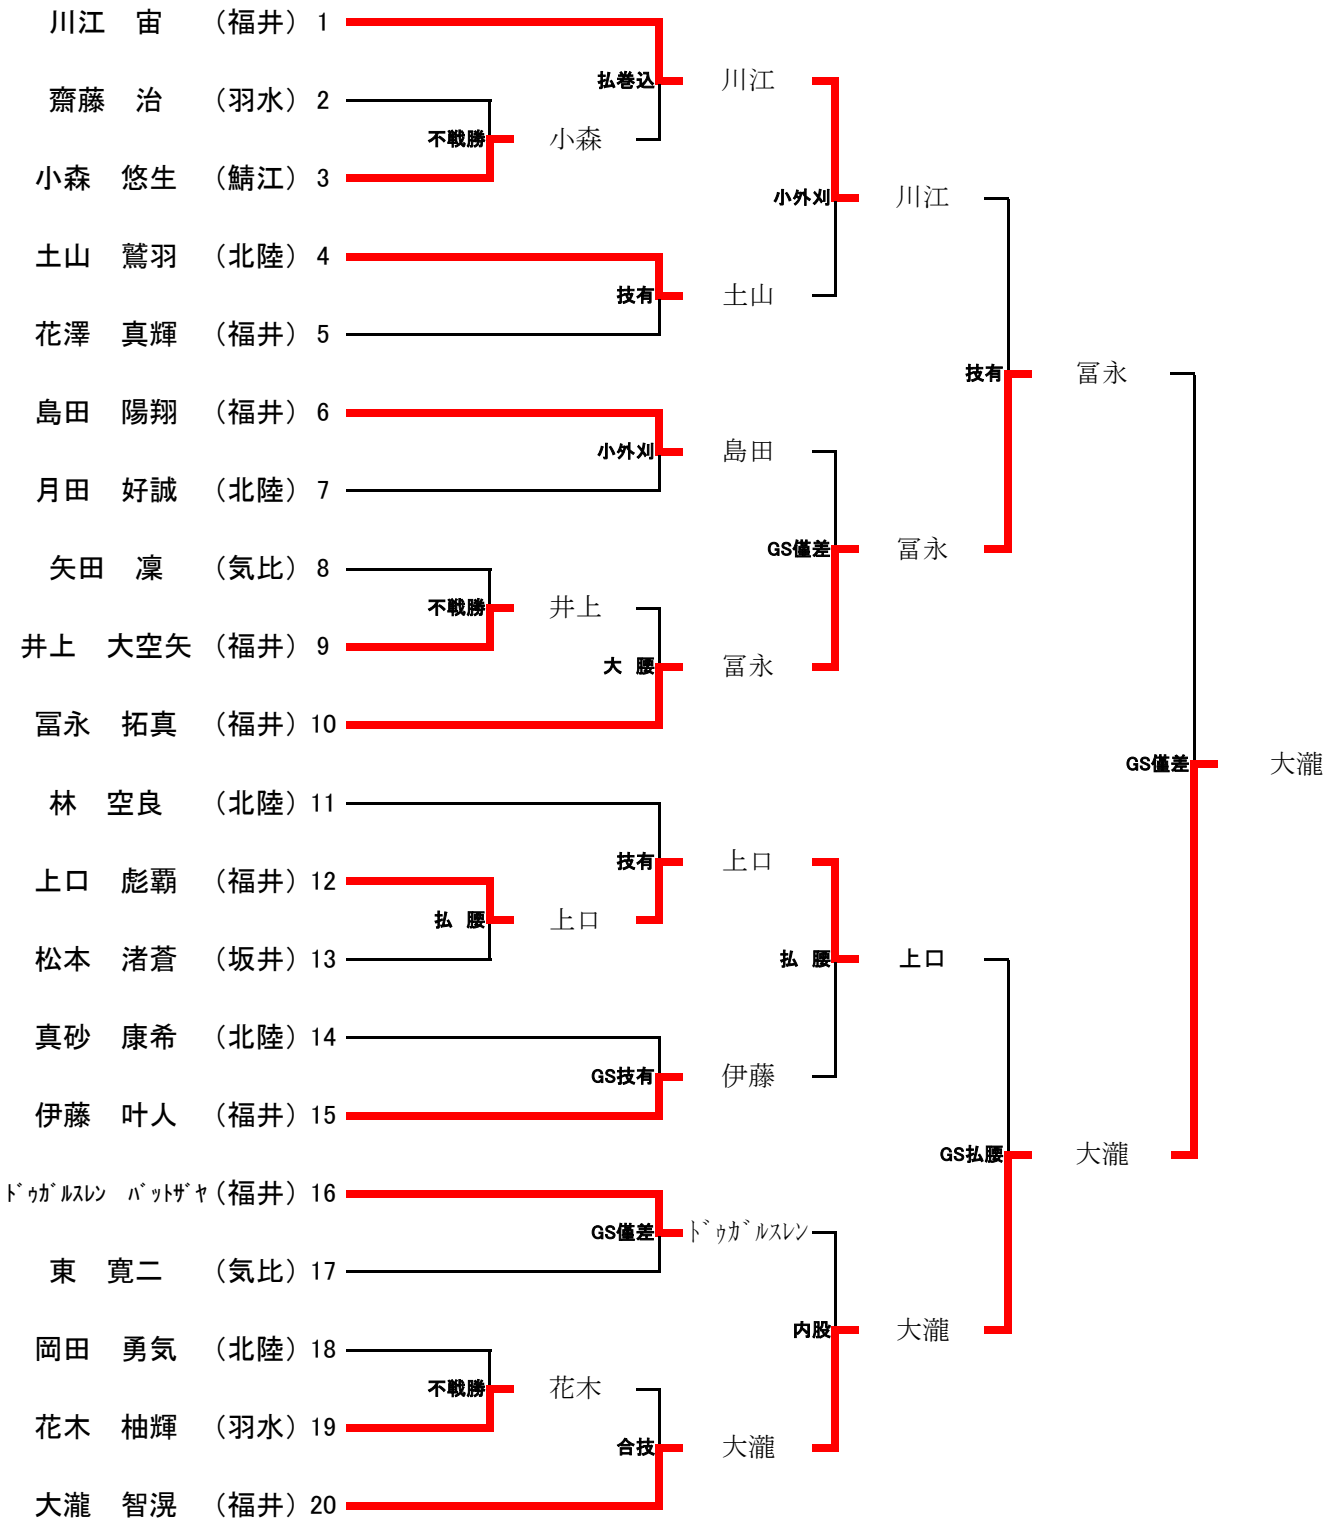 川江　宙　（福井）1
払巻込　川江
齋藤　治　（羽水）2
不戦勝　小森
小森　悠生　（鯖江）3
小外刈　川江
土山　鷲羽　（北陸）4
技有　土山
花澤　真輝　（福井）5
技有　冨永
島田　陽翔　（福井）6
小外刈　島田
月田　好誠　（北陸）7
GS僅差　冨永
矢田　凜　（気比）8
不戦勝　井上
井上　大空矢　（福井）9
大　腰　冨永
冨永　拓真　（福井）10
GS僅差　大瀧
林　空良　（北陸）11
技有　上口
上口　彪覇　（福井）12
払　腰　上口
松本　渚蒼　（坂井）13
払　腰　上口
真砂　康希　（北陸）14
GS技有　伊藤
伊藤　叶人　（福井）15
GS払腰　大瀧
ﾄﾞｩｶﾞﾙｽﾚﾝ　ﾊﾞｯﾄｻﾞﾔ（福井）16
GS僅差　ﾄﾞｩｶﾞﾙｽﾚﾝ
東　寛二　（気比）17
内股　大瀧
岡田　勇気　（北陸）18
不戦勝　花木
花木　柚輝　（羽水）19
合技　大瀧
大瀧　智滉　（福井）20